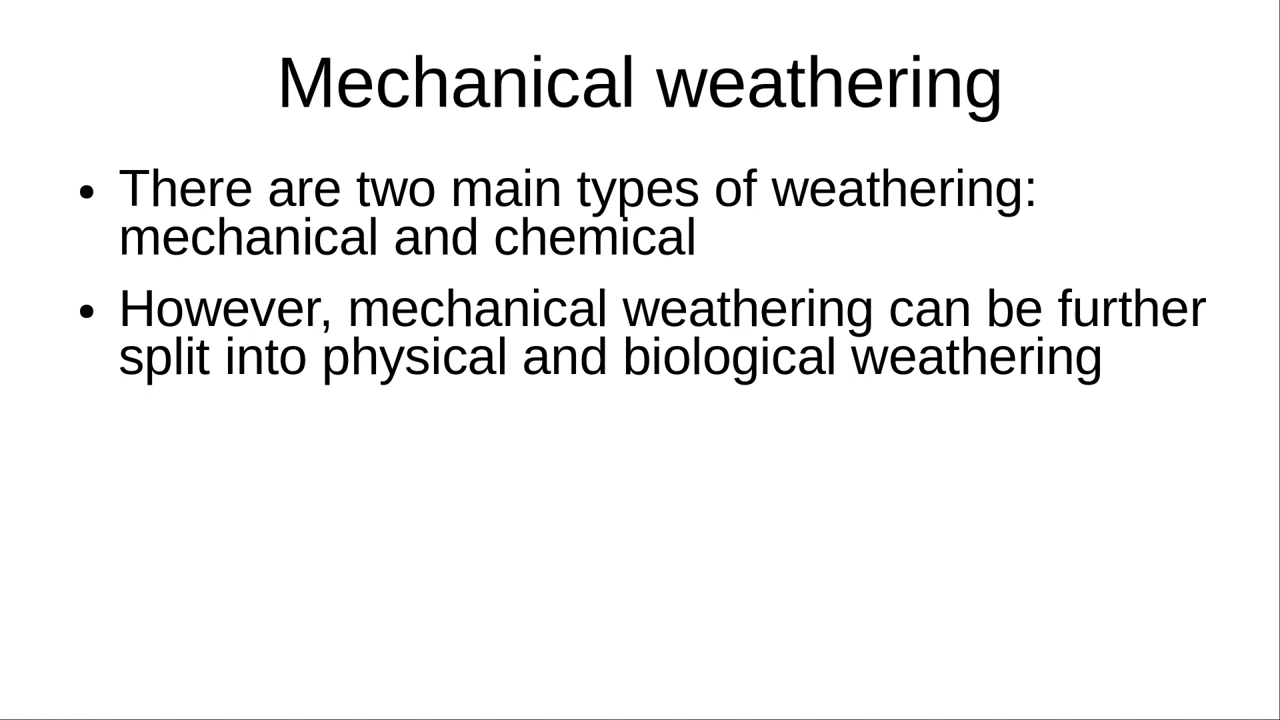 Mechanical weathering
• There are two main types of weathering:
mechanical and chemical
• However, mechanical weathering can be further
split into physical and biological weathering